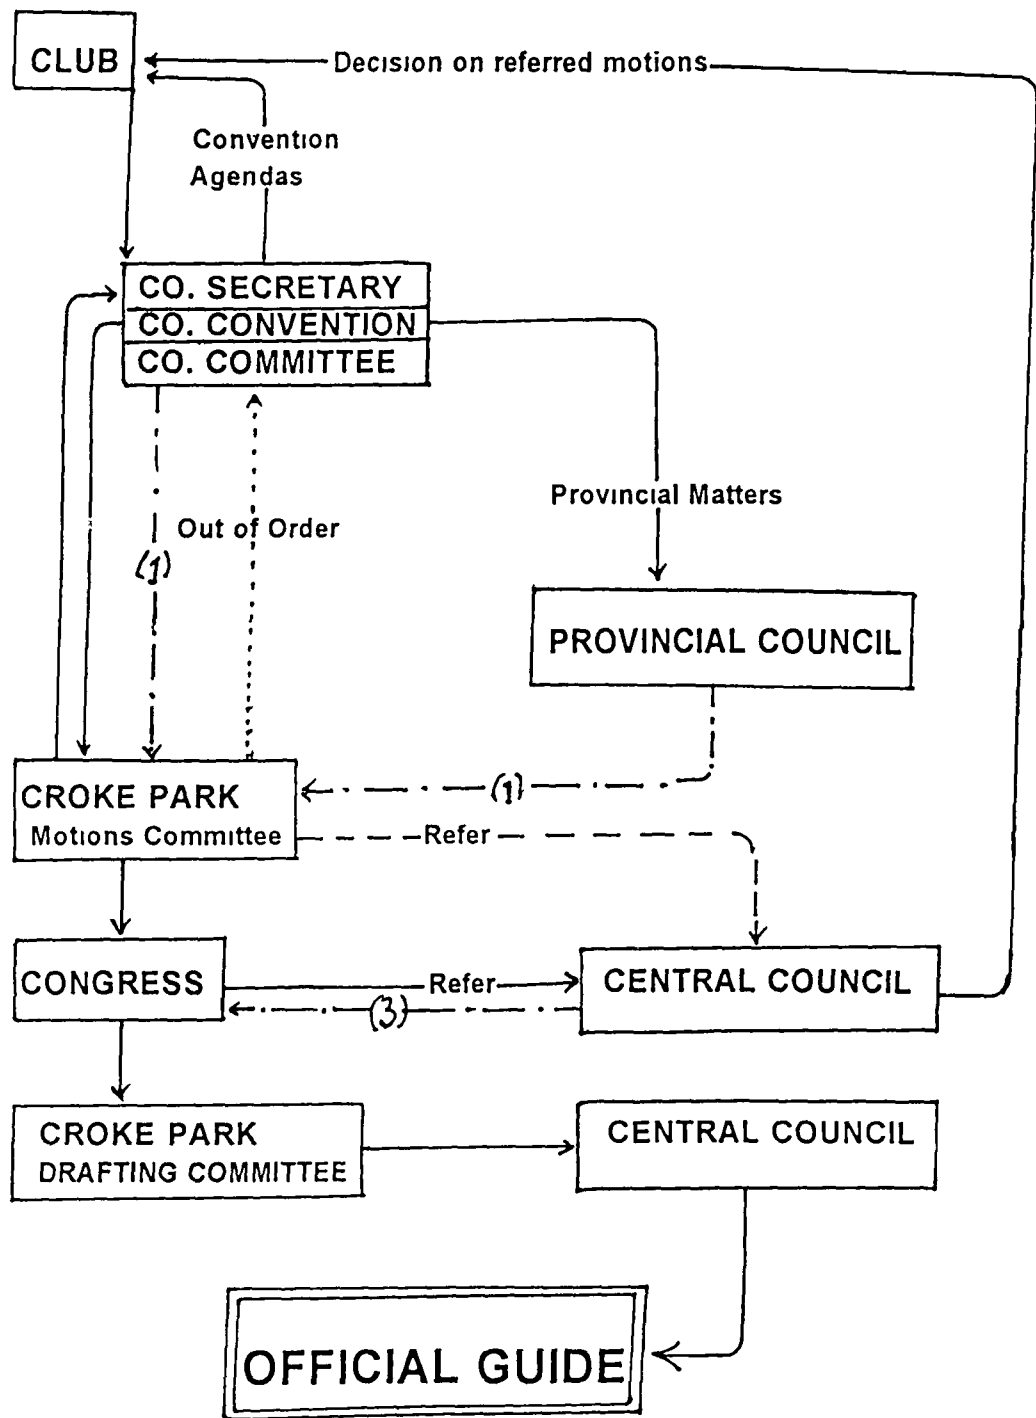 CLUB
Decision on referred motions
Convention
Agendas
CO. SECRETARY
CO. CONVENTION
CO. COMMITTEE
Provincial Matters
Out of Order
(1)
PROVINCIAL COUNCIL
CROKE PARK
Motions Committee
(1)
Refer
CONGRESS
Refer
(3)
CENTRAL COUNCIL
CROKE PARK
DRAFTING COMMITTEE
CENTRAL COUNCIL
OFFICIAL GUIDE